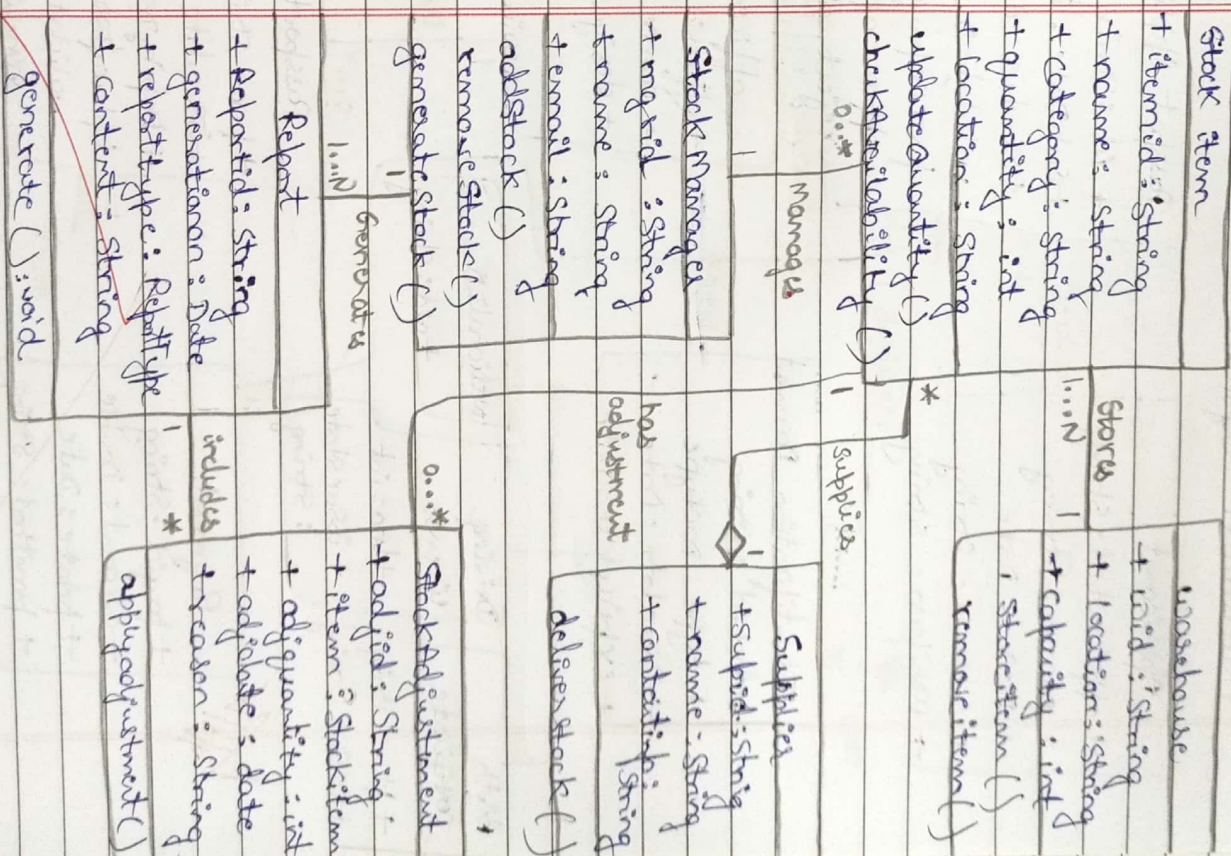 Stock item
+ itemid: String
+ name: String
+ category: String
+ quantity: int
+ location: String
updateQuantity()
checkAvailability()
Stores
1...N
1
Warehouse
+ wid: String
+ location: String
+ capacity: int
storeitem()
removeitem()
0...*
Manages
1
*
1
supplies
1
Stock Manager
+ mgrid: String
+ name: String
+ email: String
addStock()
removeStock()
generateStock()
has
adjustment
0...*
Supplier
+ Supid: String
+ name: String
+ contactinfo: String
deliverstock()
1
Generates
1...N
Report
+ Reportid: String
+ generationon: Date
+ reporttype: ReportType
+ content: String
generate(): void
1
includes
*
StockAdjustment
+ adjid: String
+ item: Stockitem
+ adjquantity: int
+ adjdate: date
+ reason: String
applyadjustment()